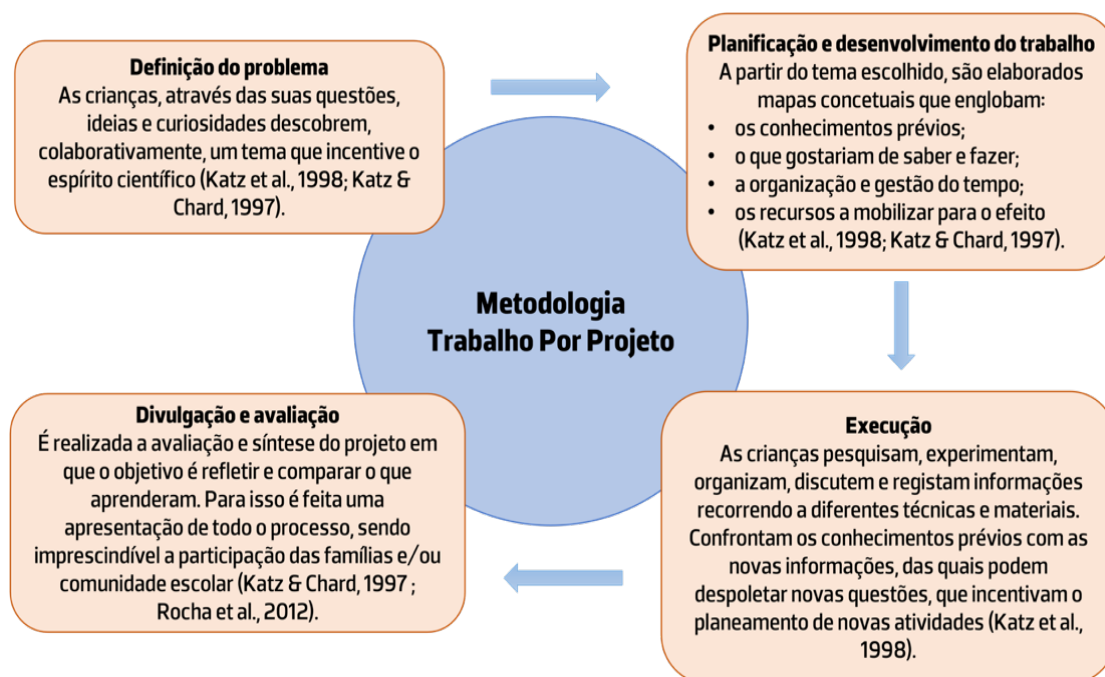 Definição do problema
As crianças, através das suas questões,
ideias e curiosidades descobrem,
colaborativamente, um tema que incentive o
espírito científico (Katz et al., 1998; Katz &
Chard, 1997).
Planificação e desenvolvimento do trabalho
A partir do tema escolhido, são elaborados
mapas concetuais que englobam:
• os conhecimentos prévios;
• o que gostariam de saber e fazer;
• a organização e gestão do tempo;
• os recursos a mobilizar para o efeito
(Katz et al., 1998; Katz & Chard, 1997).
Metodologia
Trabalho Por Projeto
Execução
As crianças pesquisam, experimentam,
organizam, discutem e registam informações
recorrendo a diferentes técnicas e materiais.
Confrontam os conhecimentos prévios com as
novas informações, das quais podem
despoletar novas questões, que incentivam o
planeamento de novas atividades (Katz et al.,
1998).
Divulgação e avaliação
É realizada a avaliação e síntese do projeto em
que o objetivo é refletir e comparar o que
aprenderam. Para isso é feita uma
apresentação de todo o processo, sendo
imprescindível a participação das famílias e/ou
comunidade escolar (Katz & Chard, 1997 ;
Rocha et al., 2012).